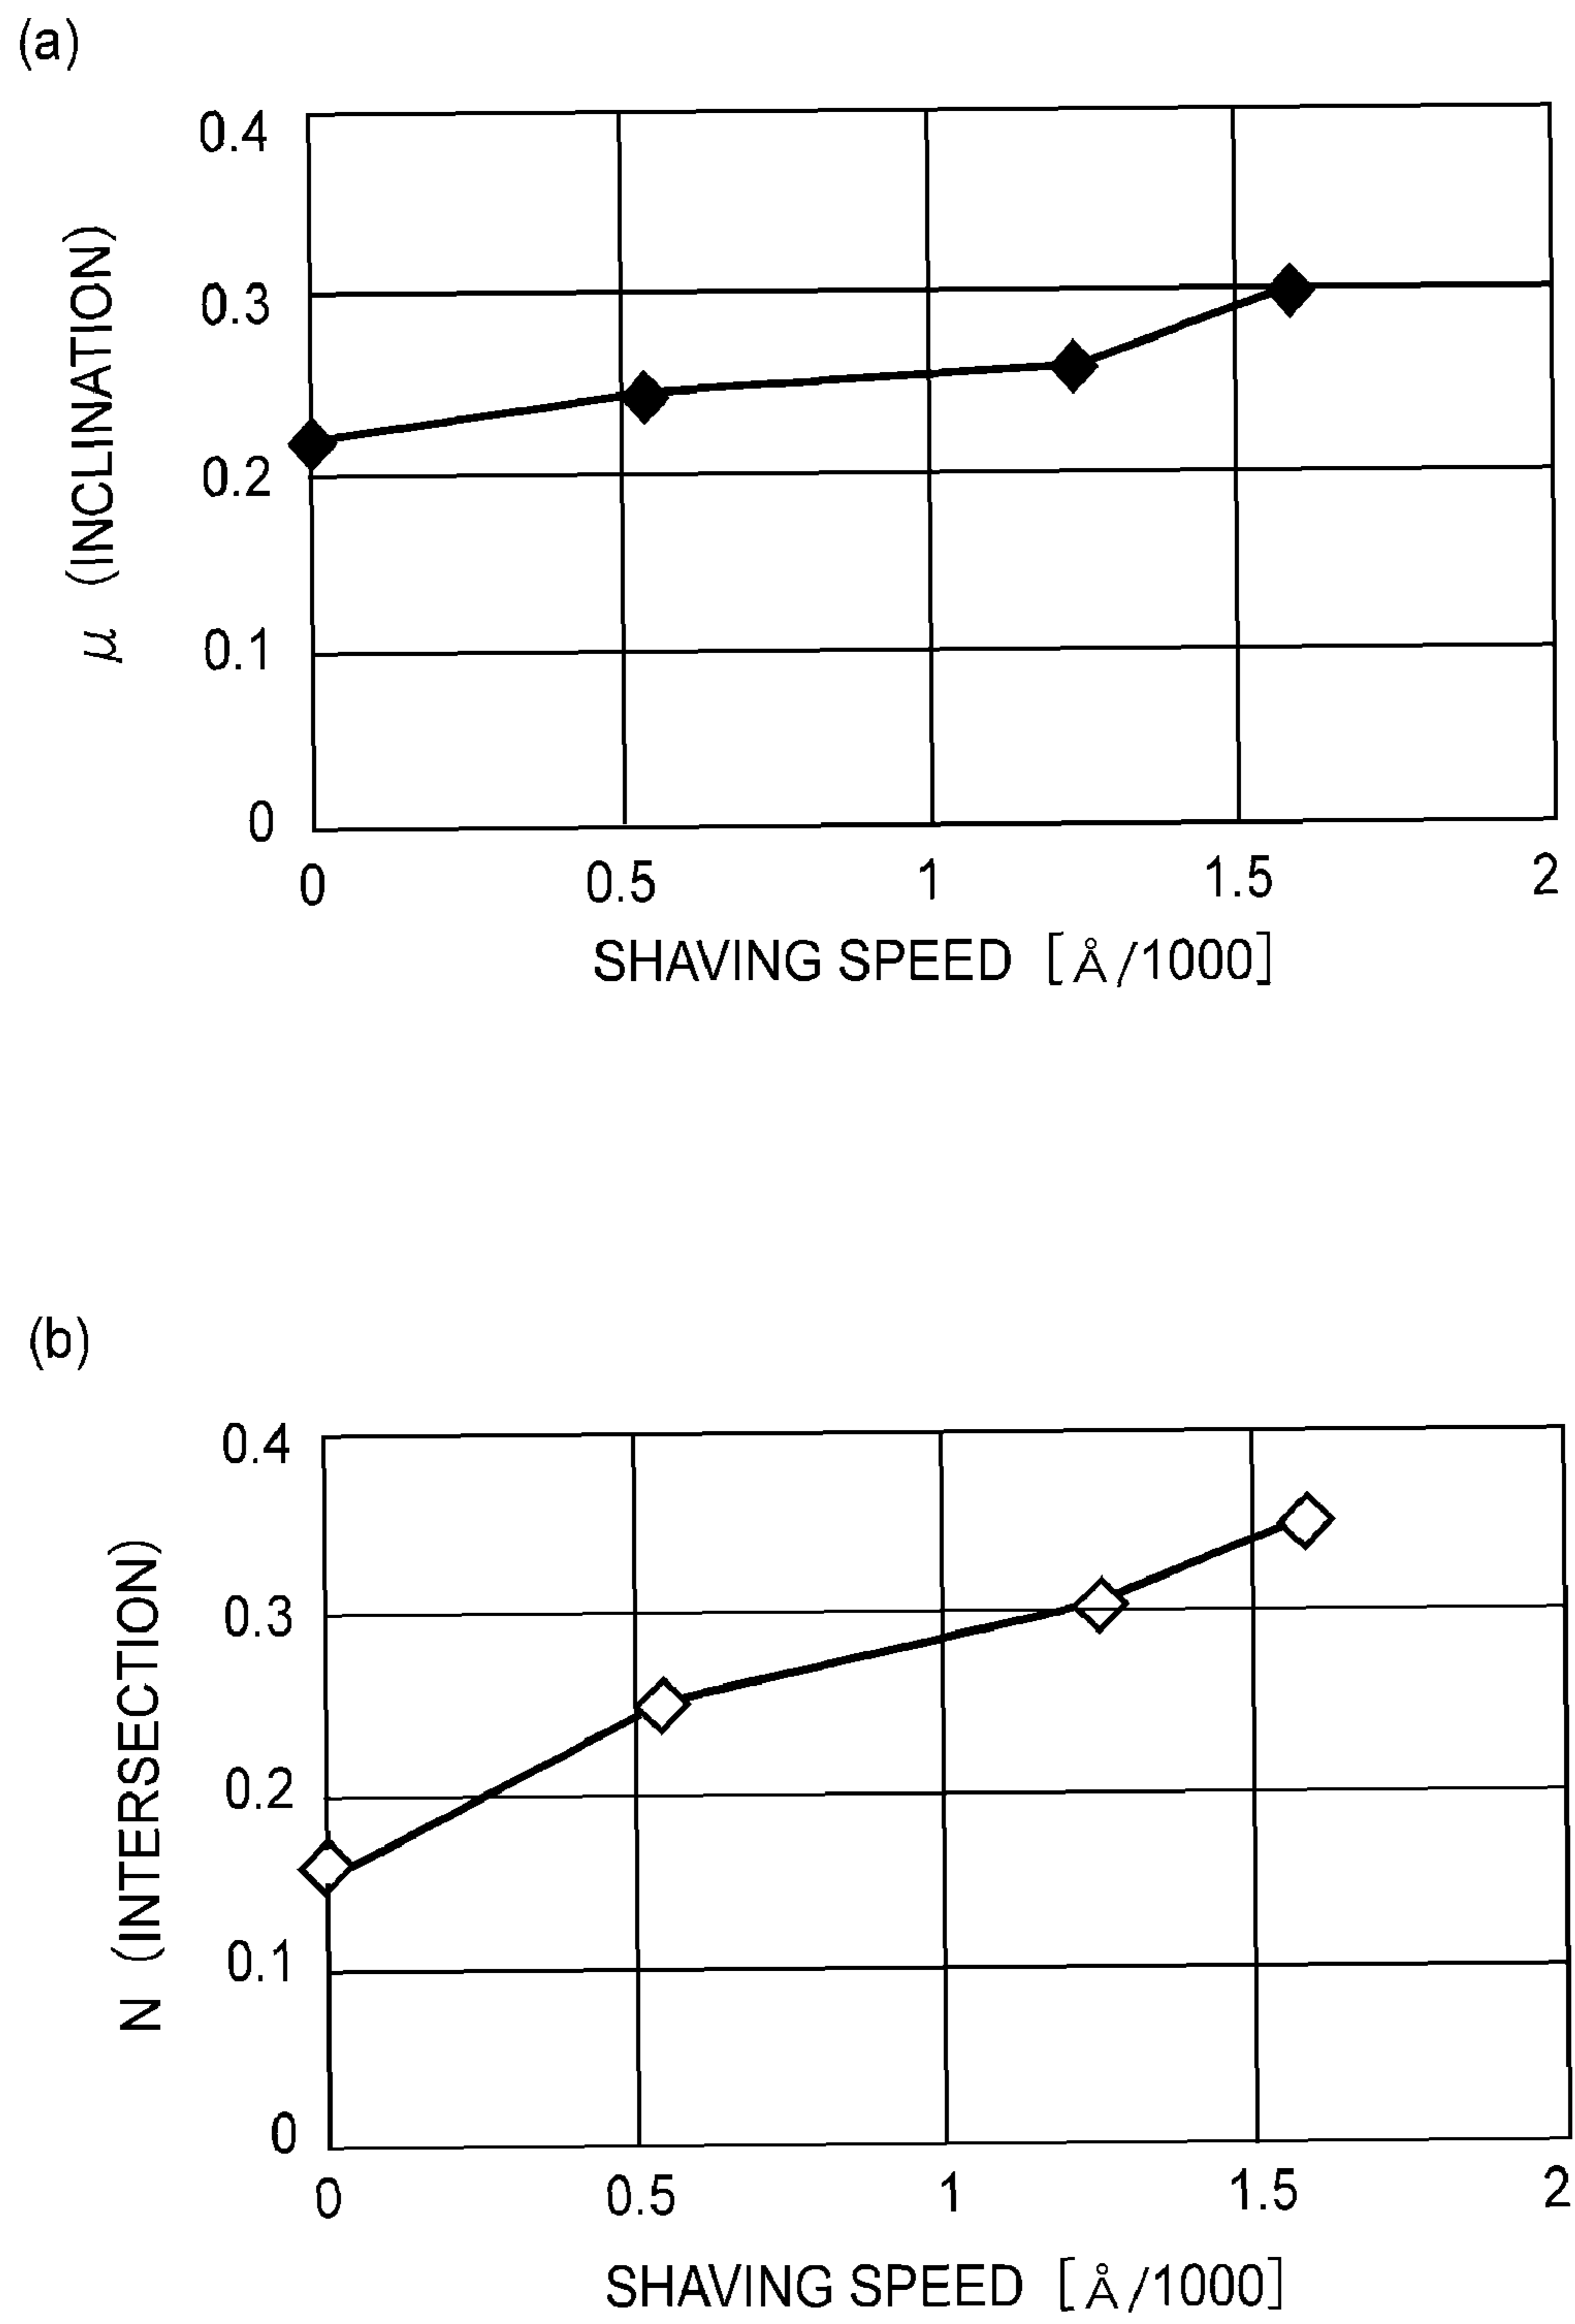 (a)
0.4
0.3
0.2
0.1
0
μ (INCLINATION)
0 0.5 1 1.5 2
SHAVING SPEED [Å/1000]
(b)
0.4
0.3
0.2
0.1
0
N (INTERSECTION)
0 0.5 1 1.5 2
SHAVING SPEED [Å/1000]